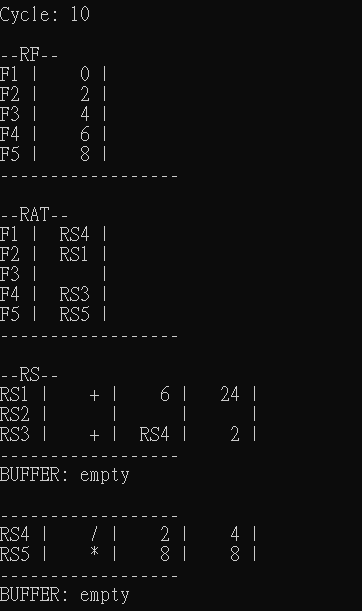 Cycle: 10
--RF--
F1 |     0 |
F2 |     2 |
F3 |     4 |
F4 |     6 |
F5 |     8 |
------------------
--RAT--
F1 |   RS4 |
F2 |   RS1 |
F3 |       |
F4 |   RS3 |
F5 |   RS5 |
------------------
--RS--
RS1 |     + |     6 |    24 |
RS2 |       |       |       |
RS3 |     + |   RS4 |     2 |
------------------
BUFFER: empty
------------------
RS4 |     / |     2 |     4 |
RS5 |     * |     8 |     8 |
------------------
BUFFER: empty